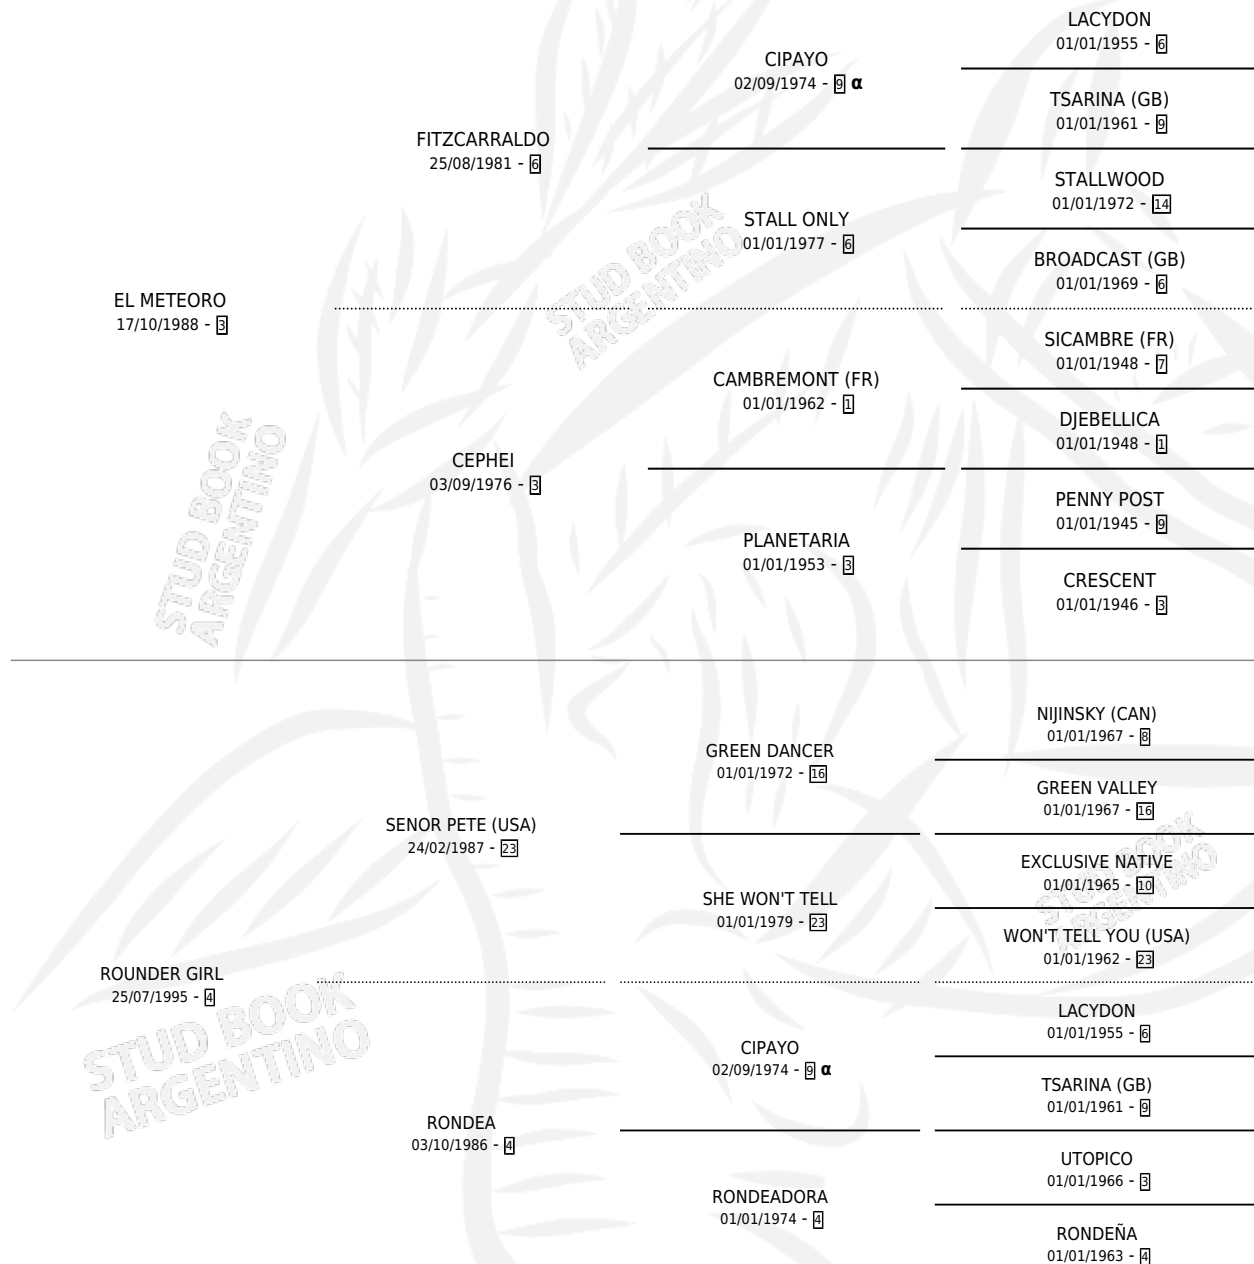 LACYDON
01/01/1955 - 6
CIPAYO
02/09/1974 - 9 α
TSARINA (GB)
01/01/1961 - 9
FITZCARRALDO
25/08/1981 - 6
STALLWOOD
01/01/1972 - 14
STALL ONLY
01/01/1977 - 6
BROADCAST (GB)
01/01/1969 - 6
EL METEORO
17/10/1988 - 3
STUD BOOK
ARGENTINO
SICAMBRE (FR)
01/01/1948 - 7
CAMBREMONT (FR)
01/01/1962 - 1
DJEBELLICA
01/01/1948 - 1
CEPHEI
03/09/1976 - 3
PENNY POST
01/01/1945 - 9
PLANETARIA
01/01/1953 - 3
CRESCENT
01/01/1946 - 3
STUD BOOK
ARGENTINO
NIJINSKY (CAN)
01/01/1967 - 8
GREEN DANCER
01/01/1972 - 16
GREEN VALLEY
01/01/1967 - 16
SENOR PETE (USA)
24/02/1987 - 23
EXCLUSIVE NATIVE
01/01/1965 - 10
SHE WON'T TELL
01/01/1979 - 23
WON'T TELL YOU (USA)
01/01/1962 - 23
STUD BOOK
ARGENTINO
ROUNDER GIRL
25/07/1995 - 4
LACYDON
01/01/1955 - 6
CIPAYO
02/09/1974 - 9 α
TSARINA (GB)
01/01/1961 - 9
RONDEA
03/10/1986 - 4
UTOPICO
01/01/1966 - 3
RONDEADORA
01/01/1974 - 4
RONDEÑA
01/01/1963 - 4
STUD BOOK
ARGENTINO